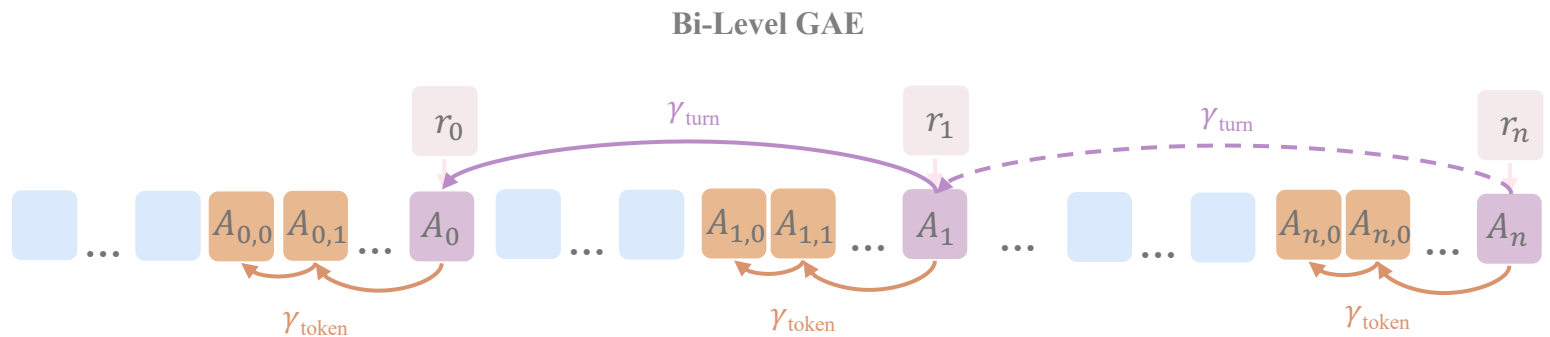 Bi-Level GAE
r_0 γ_turn r_1 γ_turn r_n
... A_{0,0} A_{0,1} ... A_0 ... A_{1,0} A_{1,1} ... A_1 ... ... A_{n,0} A_{n,0} ... A_n
γ_token γ_token γ_token